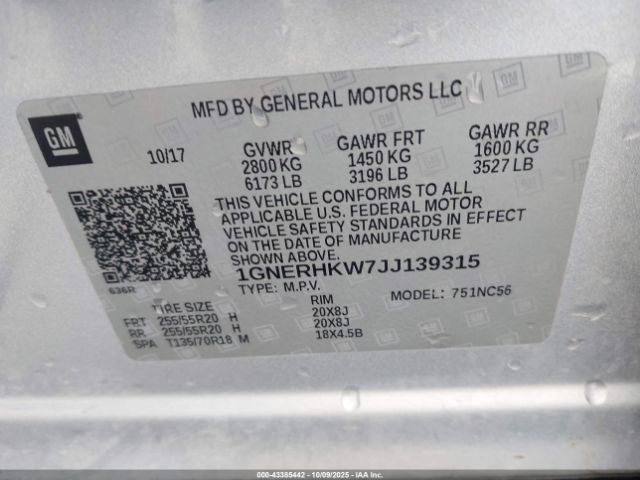 MFD BY GENERAL MOTORS LLC
GM
10/17
GVWR
2800 KG
6173 LB
GAWR FRT
1450 KG
3196 LB
GAWR RR
1600 KG
3527 LB
THIS VEHICLE CONFORMS TO ALL
APPLICABLE U.S. FEDERAL MOTOR
VEHICLE SAFETY STANDARDS IN EFFECT
ON THE DATE OF MANUFACTURE
SHOWN ABOVE.
636R
1GNERHKW7JJ139315
TYPE: M.P.V.
MODEL: 751NC56
TIRE SIZE RIM
FRT 255/55R20 H 20X8J
RR 255/55R20 H 20X8J
SPA T135/70R18 M 18X4.5B
000-43385442 - 10/09/2025 - IAA Inc.